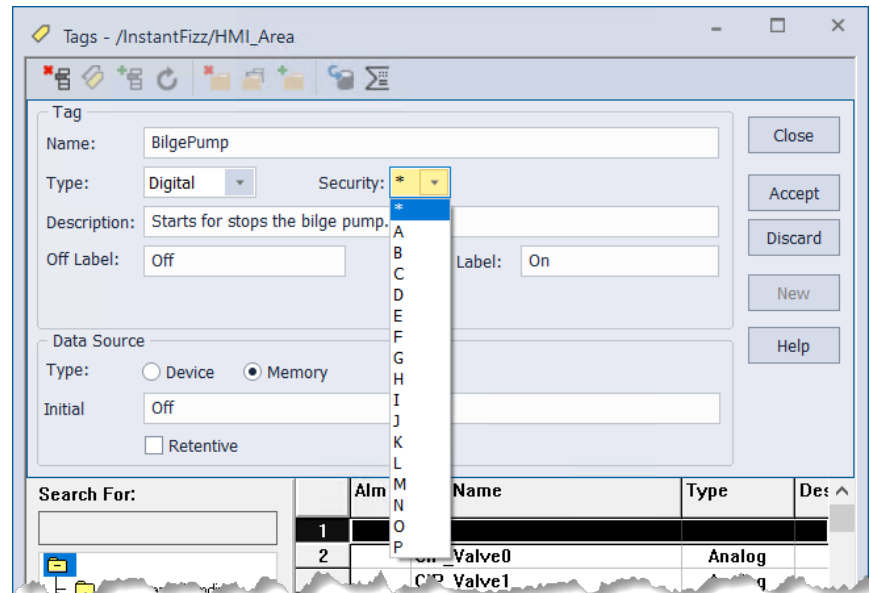 Tags - /InstantFizz/HMI_Area
Tag
Name: BilgePump
Close
Type: Digital Security: *
Accept
*
Description: Starts for stops the bilge pump.
A
Discard
B
Off Label: Off Label: On
C
D
New
E
F
Data Source
G
Help
Type: Device Memory
H
I
Initial Off
J
K
Retentive
L
M
Search For: Alm Name Type Des
N
O
1
P
2 CIP_Valve0 Analog
CIP_Valve1